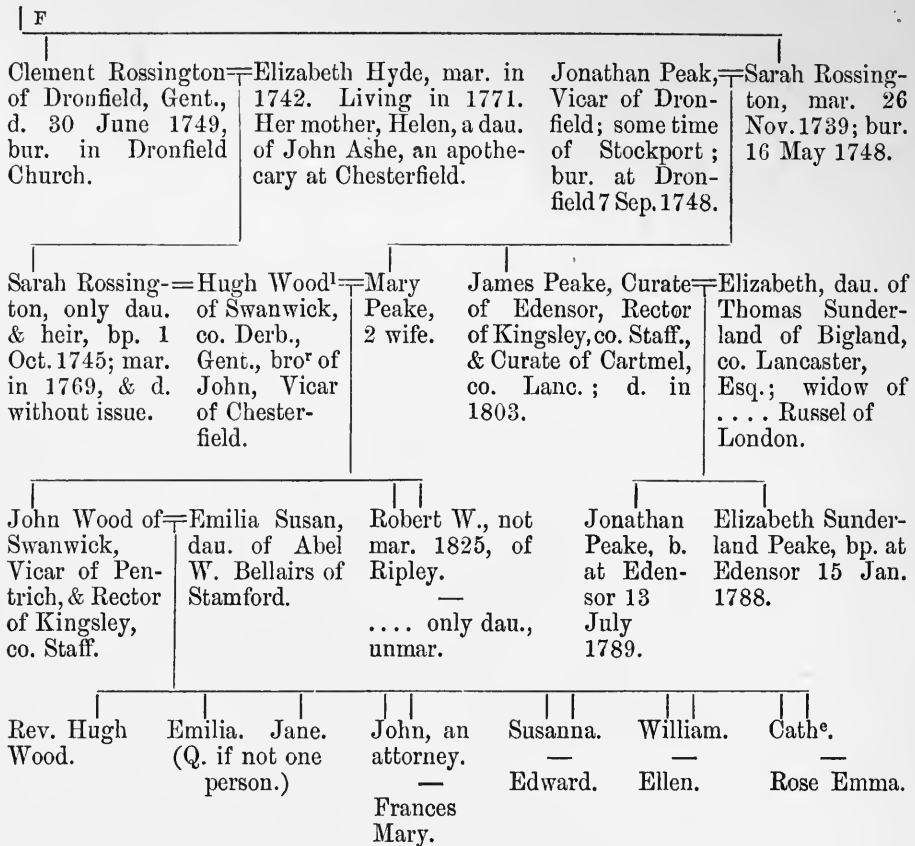 F
Clement Rossington
of Dronfield, Gent.,
d. 30 June 1749,
bur. in Dronfield
Church.
Elizabeth Hyde, mar. in
1742. Living in 1771.
Her mother, Helen, a dau.
of John Ashe, an apothe-
cary at Chesterfield.
Jonathan Peak,
Vicar of Dron-
field; some time
of Stockport;
bur. at Dron-
field 7 Sep. 1748.
Sarah Rossing-
ton, mar. 26
Nov. 1739; bur.
16 May 1748.
Sarah Rossing-
ton, only dau.
& heir, bp. 1
Oct. 1745; mar.
in 1769, & d.
without issue.
Hugh Wood¹
of Swanwick,
co. Derb.,
Gent., broʳ of
John, Vicar
of Chester-
field.
Mary
Peake,
2 wife.
James Peake, Curate
of Edensor, Rector
of Kingsley, co. Staff.,
& Curate of Cartmel,
co. Lanc.; d. in
1803.
Elizabeth, dau. of
Thomas Sunder-
land of Bigland,
co. Lancaster,
Esq.; widow of
.... Russel of
London.
John Wood of
Swanwick,
Vicar of Pen-
trich, & Rector
of Kingsley,
co. Staff.
Emilia Susan,
dau. of Abel
W. Bellairs of
Stamford.
Robert W., not
mar. 1825, of
Ripley.
—
.... only dau.,
unmar.
Jonathan
Peake, b.
at Eden-
sor 13
July
1789.
Elizabeth Sunder-
land Peake, bp. at
Edensor 15 Jan.
1788.
Rev. Hugh
Wood.
Emilia. Jane.
(Q. if not one
person.)
John, an
attorney.
—
Frances
Mary.
Susanna.
—
Edward.
William.
—
Ellen.
Cathᵉ.
—
Rose Emma.